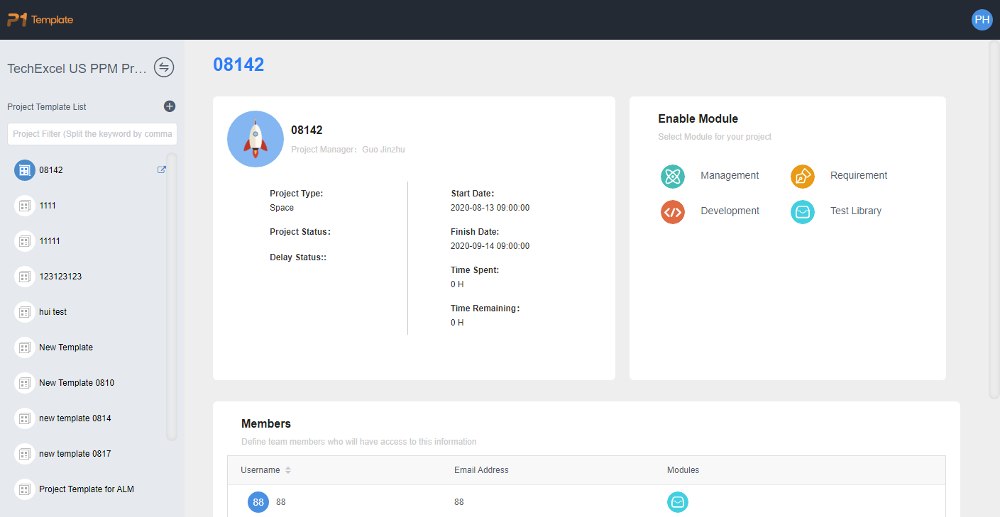 P1 Template
PH
TechExcel US PPM Pr...
Project Template List
Project Filter (Split the keyword by comma
08142
1111
11111
123123123
hui test
New Template
New Template 0810
new template 0814
new template 0817
Project Template for ALM
08142
08142
Project Manager: Guo Jinzhu
Project Type:
Space
Project Status:
Delay Status::
Start Date:
2020-08-13 09:00:00
Finish Date:
2020-09-14 09:00:00
Time Spent:
0 H
Time Remaining:
0 H
Enable Module
Select Module for your project
Management
Requirement
Development
Test Library
Members
Define team members who will have access to this information
Username Email Address Modules
88 88 88